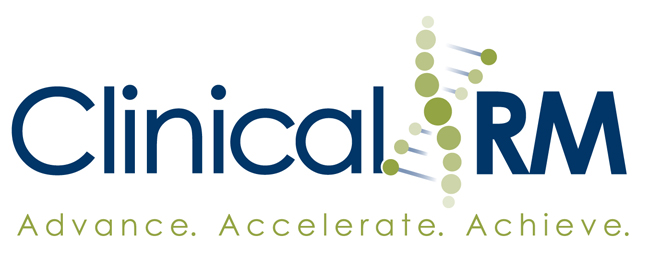 Clinical RM
Advance. Accelerate. Achieve.